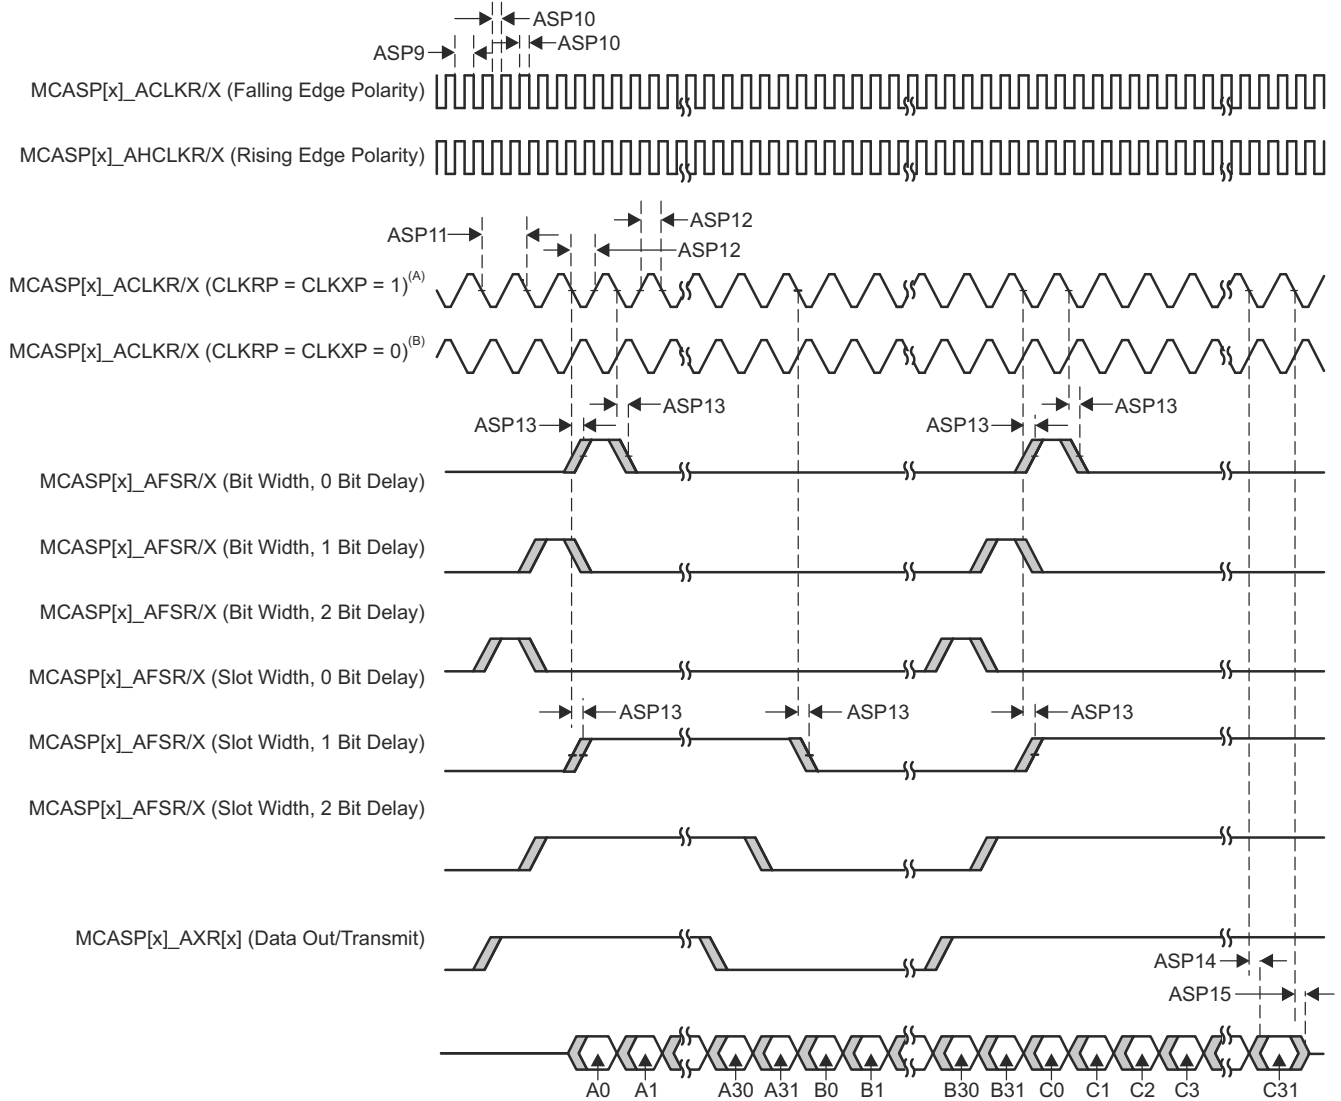 ASP10
ASP9
ASP10
MCASP[x]_ACLKR/X (Falling Edge Polarity)
MCASP[x]_AHCLKR/X (Rising Edge Polarity)
ASP12
ASP11
ASP12
MCASP[x]_ACLKR/X (CLKRP = CLKXP = 1)(A)
MCASP[x]_ACLKR/X (CLKRP = CLKXP = 0)(B)
ASP13
ASP13
ASP13
ASP13
MCASP[x]_AFSR/X (Bit Width, 0 Bit Delay)
MCASP[x]_AFSR/X (Bit Width, 1 Bit Delay)
MCASP[x]_AFSR/X (Bit Width, 2 Bit Delay)
MCASP[x]_AFSR/X (Slot Width, 0 Bit Delay)
ASP13
ASP13
ASP13
MCASP[x]_AFSR/X (Slot Width, 1 Bit Delay)
MCASP[x]_AFSR/X (Slot Width, 2 Bit Delay)
MCASP[x]_AXR[x] (Data Out/Transmit)
ASP14
ASP15
A0 A1 A30 A31 B0 B1 B30 B31 C0 C1 C2 C3 C31